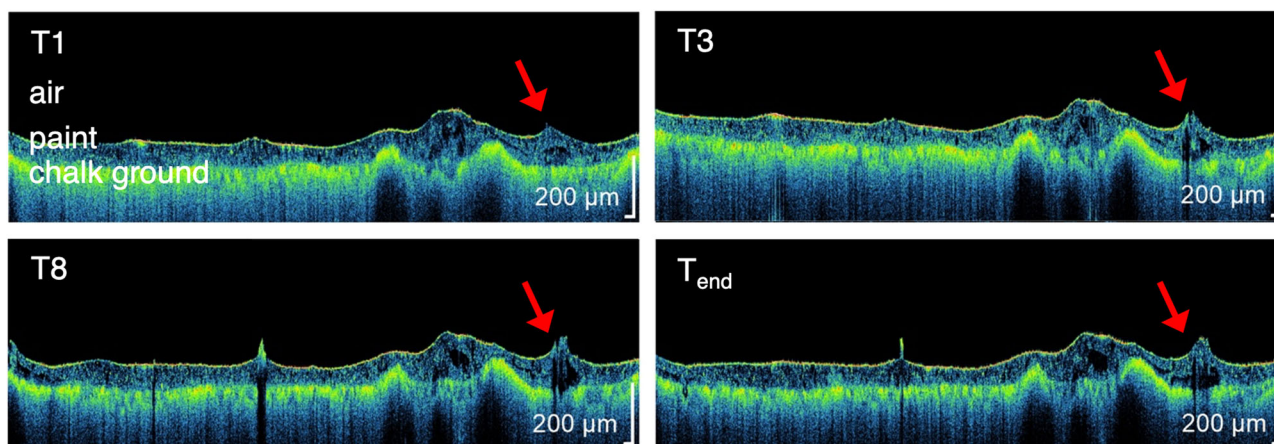 T1
air
paint
chalk ground
200 µm
T3
200 µm
T8
200 µm
Tend
200 µm